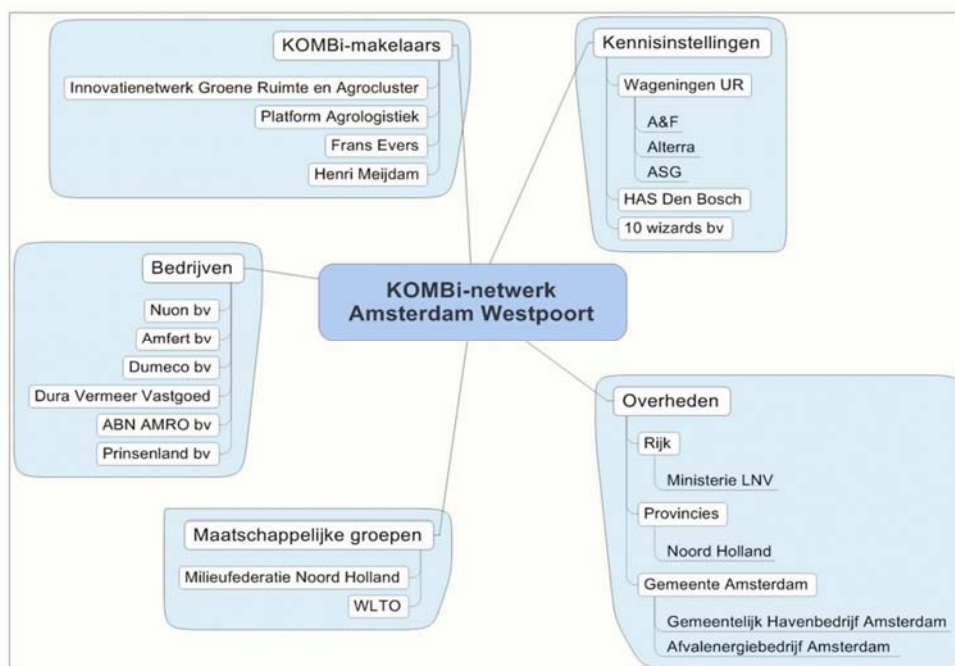 KOMBi-makelaars
Innovatienetwerk Groene Ruimte en Agrocluster
Platform Agrologistiek
Frans Evers
Henri Meijdam
Kennisinstellingen
Wageningen UR
A&F
Alterra
ASG
HAS Den Bosch
10 wizards bv
Bedrijven
Nuon bv
Amfert bv
Dumeco bv
Dura Vermeer Vastgoed
ABN AMRO bv
Prinsenland bv
KOMBi-netwerk
Amsterdam Westpoort
Overheden
Rijk
Ministerie LNV
Provincies
Noord Holland
Gemeente Amsterdam
Gemeentelijk Havenbedrijf Amsterdam
Afvalenergiebedrijf Amsterdam
Maatschappelijke groepen
Milieufederatie Noord Holland
WLTO